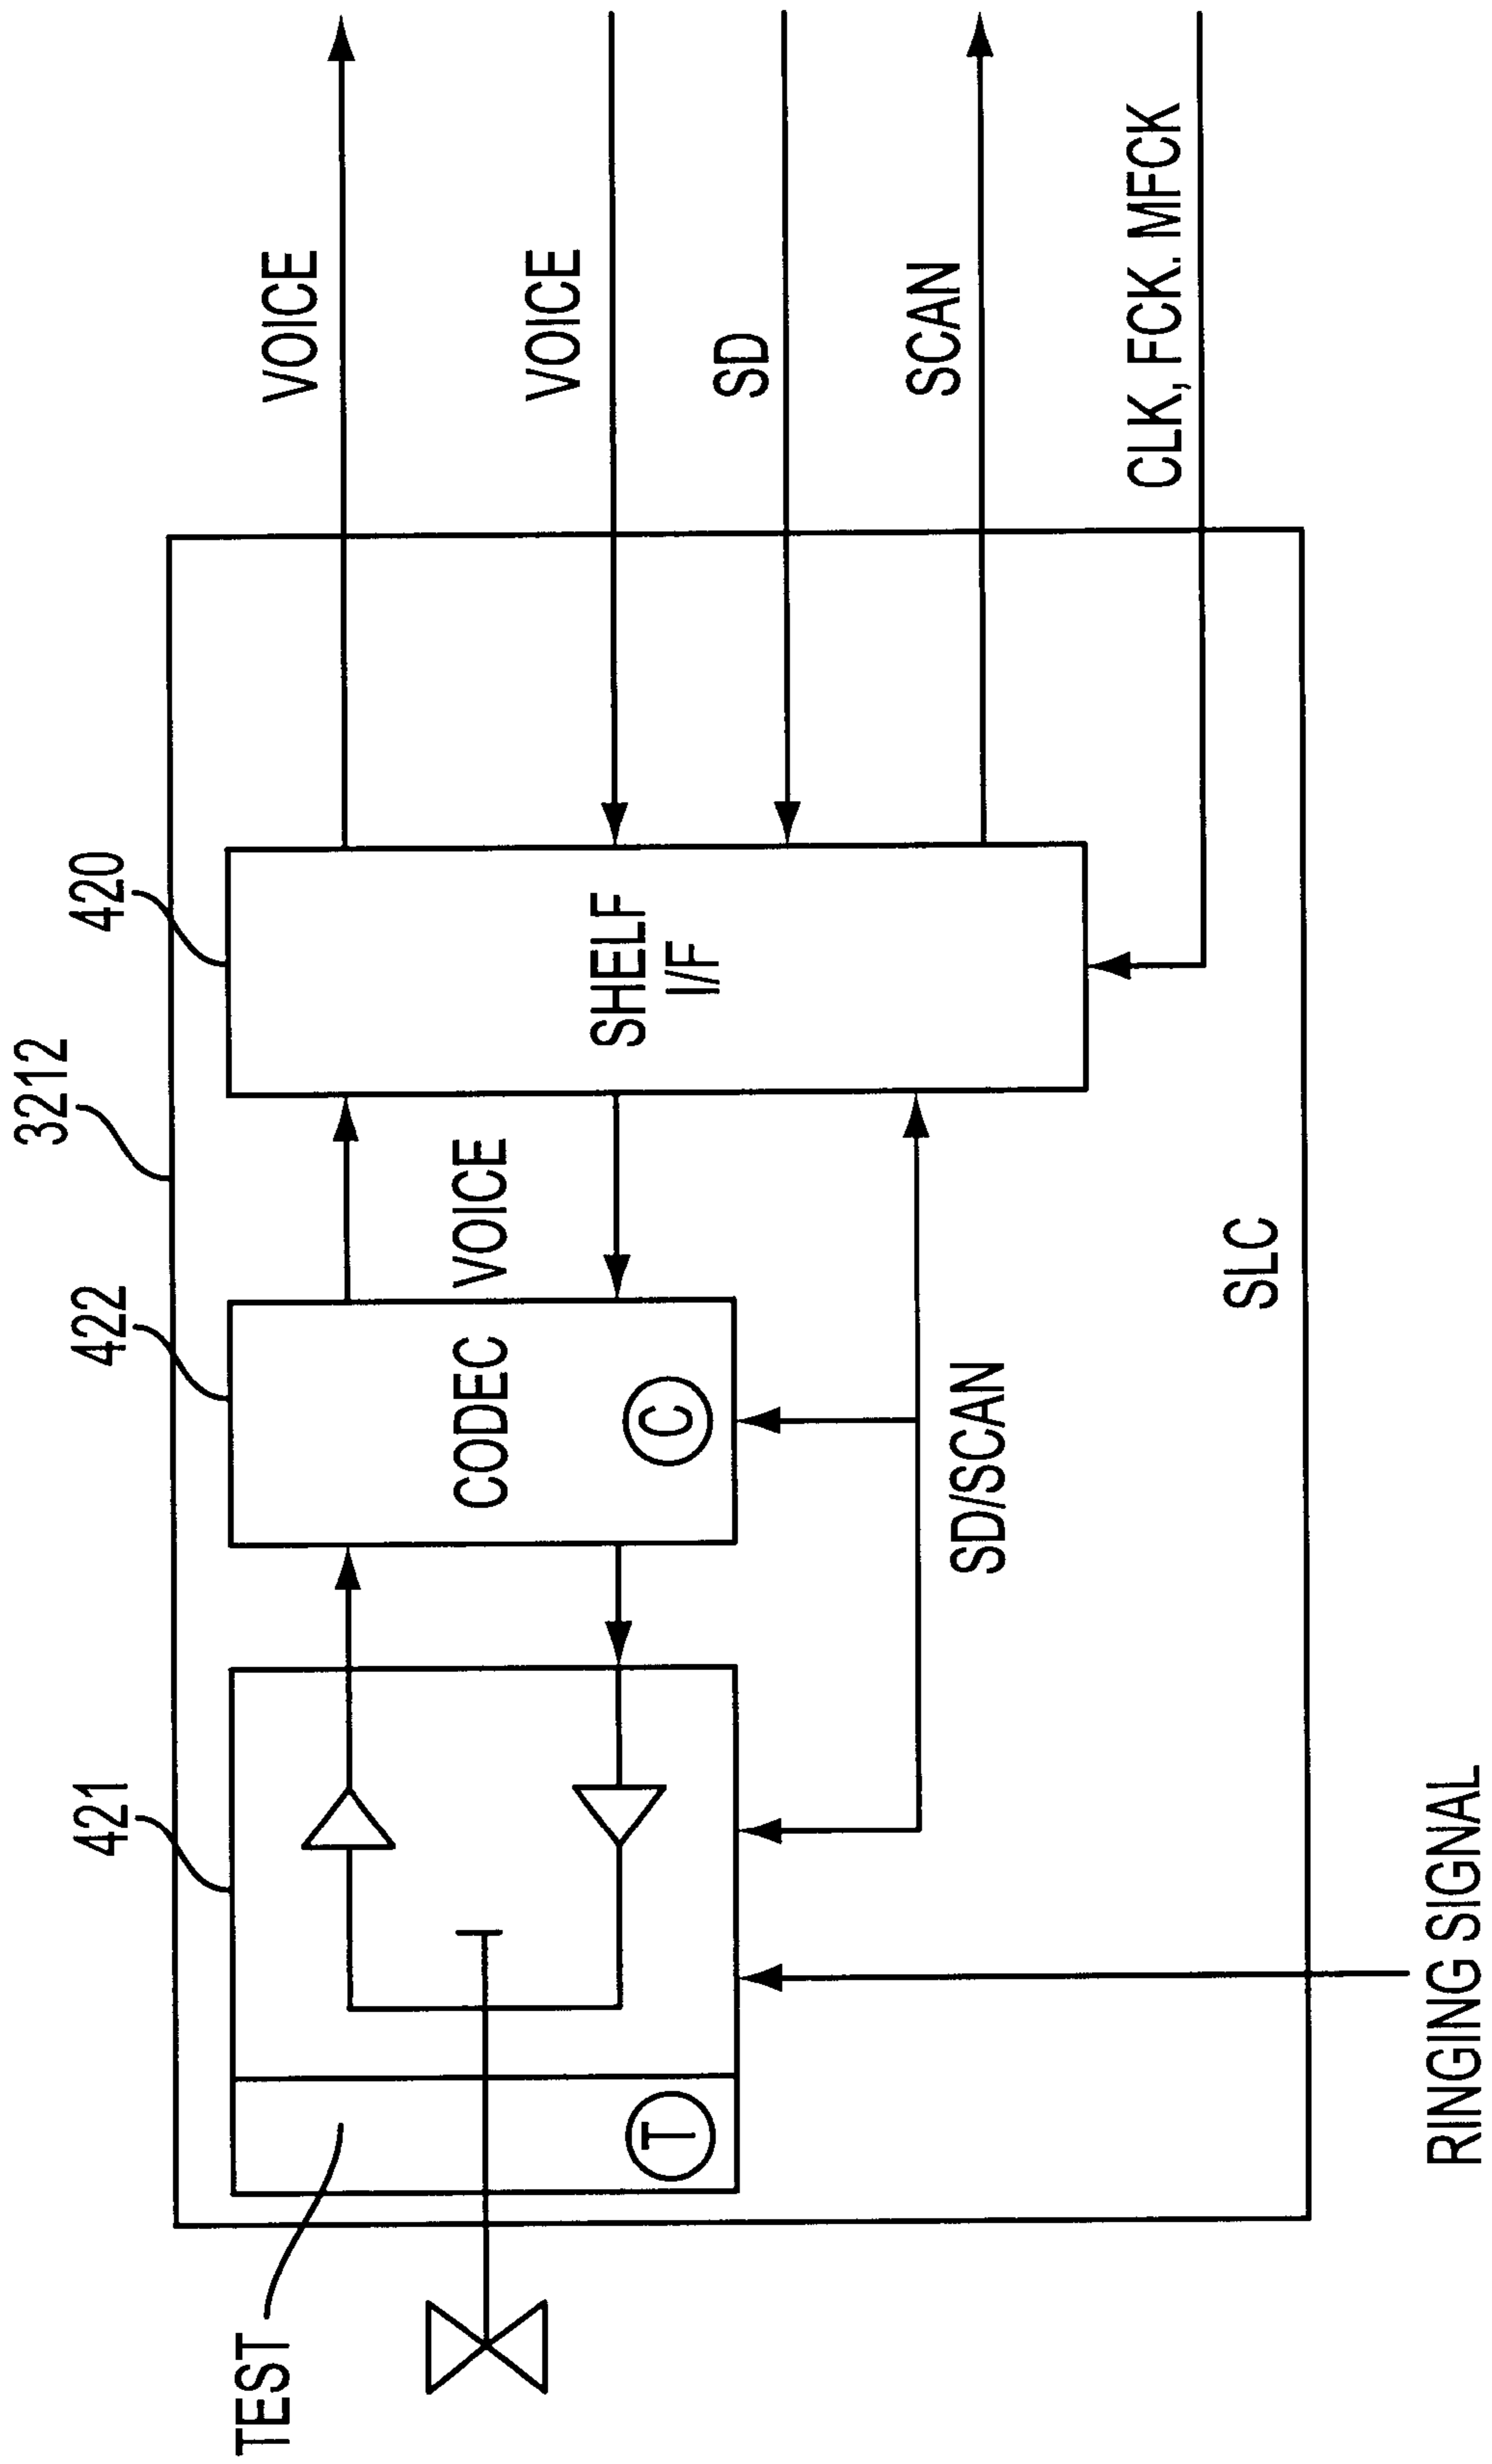 3212
421
422
420
TEST
VOICE
VOICE
SD
SCAN
CLK, FCK. MFCK
CODEC
C
VOICE
SHELF
I/F
T
SD/SCAN
SLC
RINGING SIGNAL